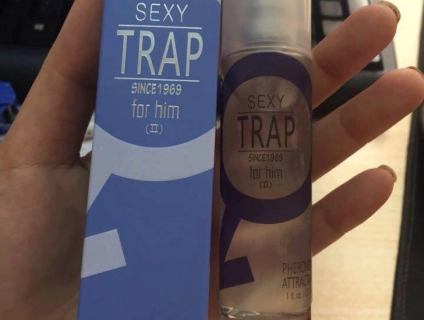 SEXY
TRAP
SINCE1969
for him
(II)
SEXY
TRAP
SINCE1969
for him
(II)